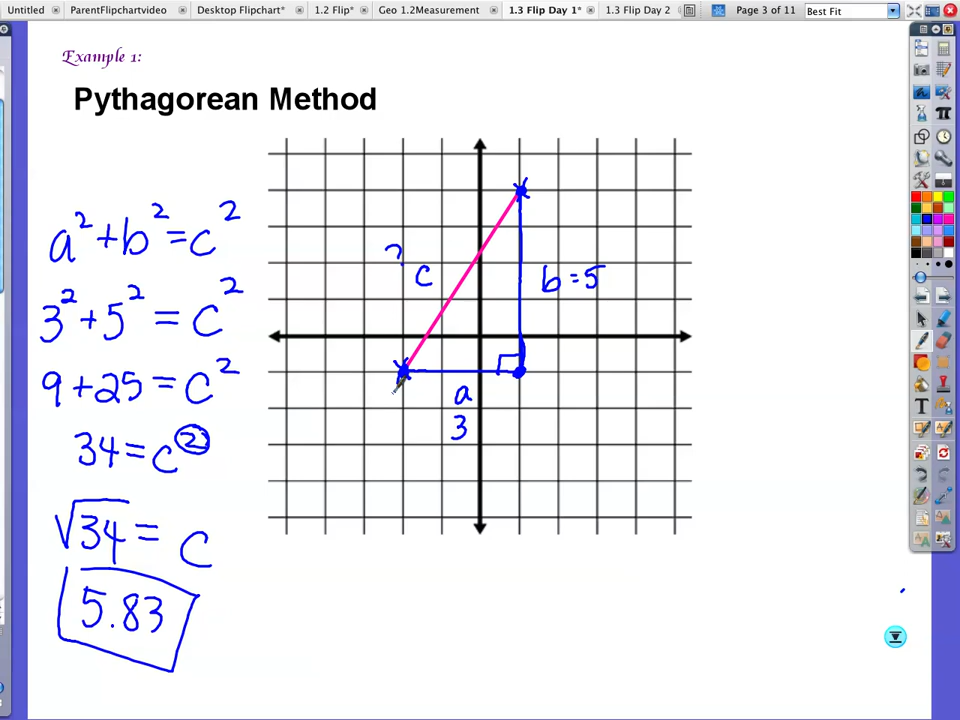 Untitled ParentFlipchartvideo Desktop Flipchart* 1.2 Flip* Geo 1.2Measurement 1.3 Flip Day 1* 1.3 Flip Day 2 Page 3 of 11 Best Fit
Example 1:
Pythagorean Method
a²+b²=c²
3²+5²=c²
9+25=c²
34=c²
√34=c
5.83
?
c
b=5
a
3